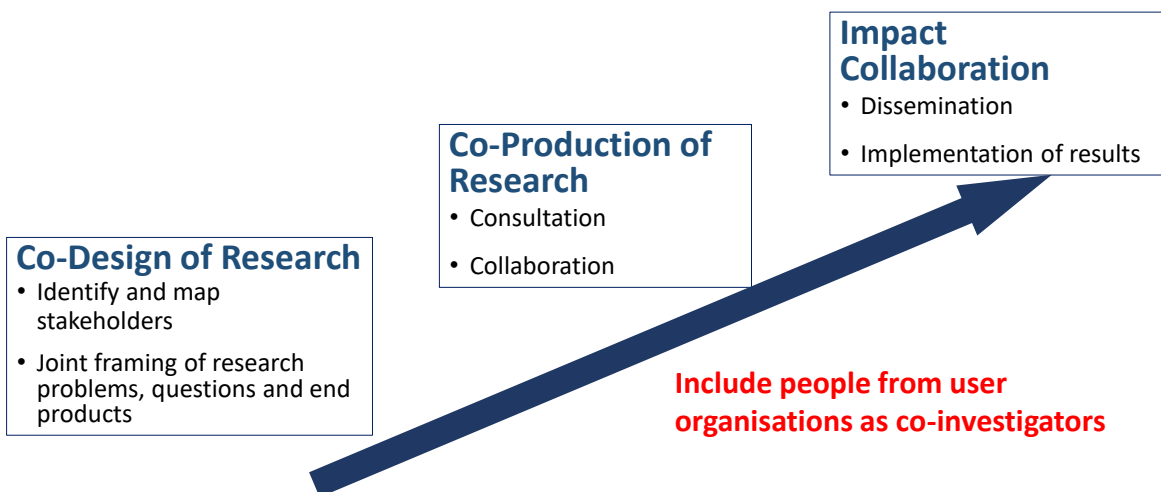 Impact
Collaboration
• Dissemination
• Implementation of results
Co-Production of
Research
• Consultation
• Collaboration
Co-Design of Research
• Identify and map
stakeholders
• Joint framing of research
problems, questions and end
products
Include people from user
organisations as co-investigators